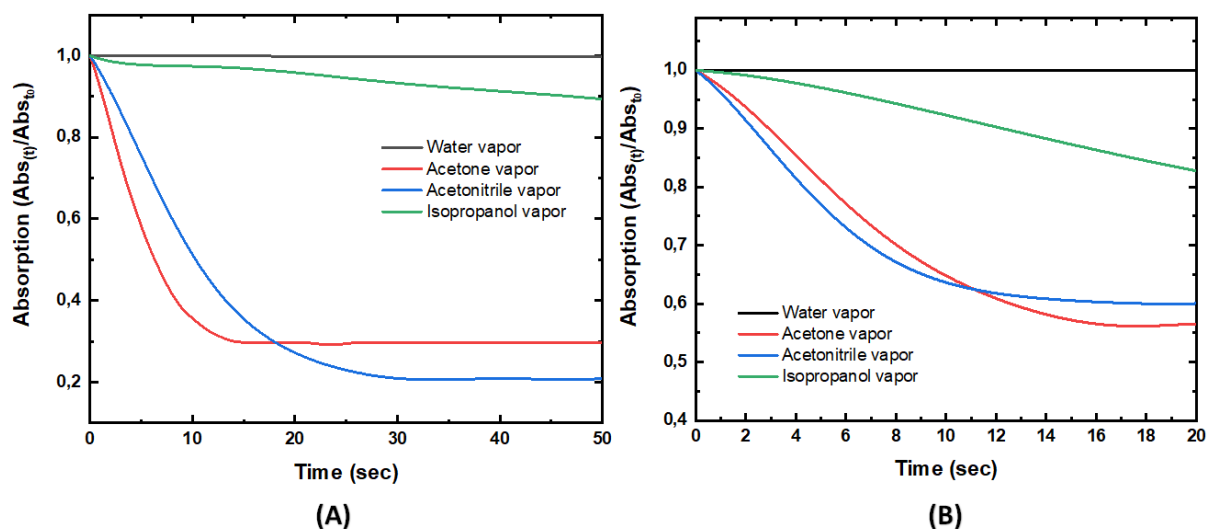 Absorption (Abs(t)/Abst0)
1,0
0,8
0,6
0,4
0,2
Water vapor
Acetone vapor
Acetonitrile vapor
Isopropanol vapor
0 10 20 30 40 50
Time (sec)
(A)
Absorption (Abs(t)/Abst0)
1,0
0,9
0,8
0,7
0,6
0,5
0,4
Water vapor
Acetone vapor
Acetonitrile vapor
Isopropanol vapor
0 2 4 6 8 10 12 14 16 18 20
Time (sec)
(B)